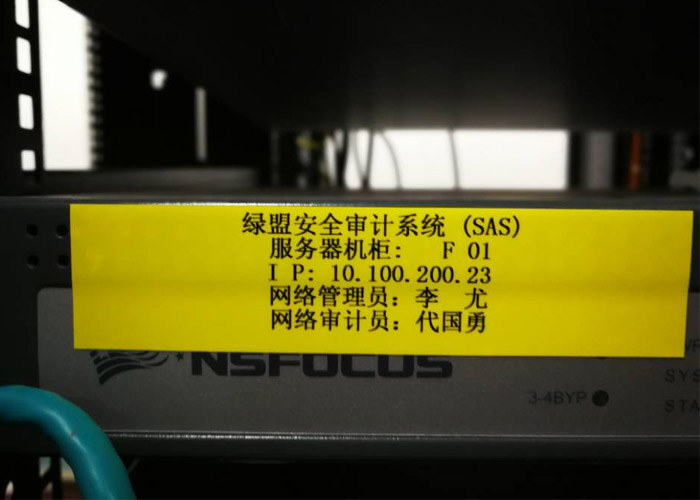 绿盟安全审计系统 (SAS)
服务器机柜: F 01
I P: 10.100.200.23
网络管理员: 李 尤
网络审计员: 代国勇
NSFOCUS
3-4BYP
SYS
STA